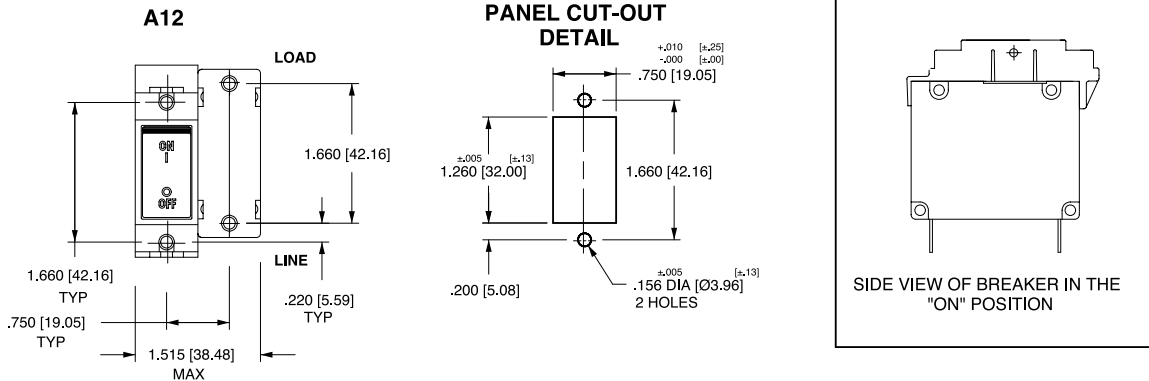 A12
LOAD
ON
I
O
OFF
1.660 [42.16]
LINE
1.660 [42.16]
TYP
.220 [5.59]
TYP
.750 [19.05]
TYP
1.515 [38.48]
MAX
PANEL CUT-OUT
DETAIL
+.010 [±.25]
-.000 [±.00]
.750 [19.05]
±.005 [±.13]
1.260 [32.00]
1.660 [42.16]
.200 [5.08]
±.005 [±.13]
.156 DIA [Ø3.96]
2 HOLES
SIDE VIEW OF BREAKER IN THE
"ON" POSITION